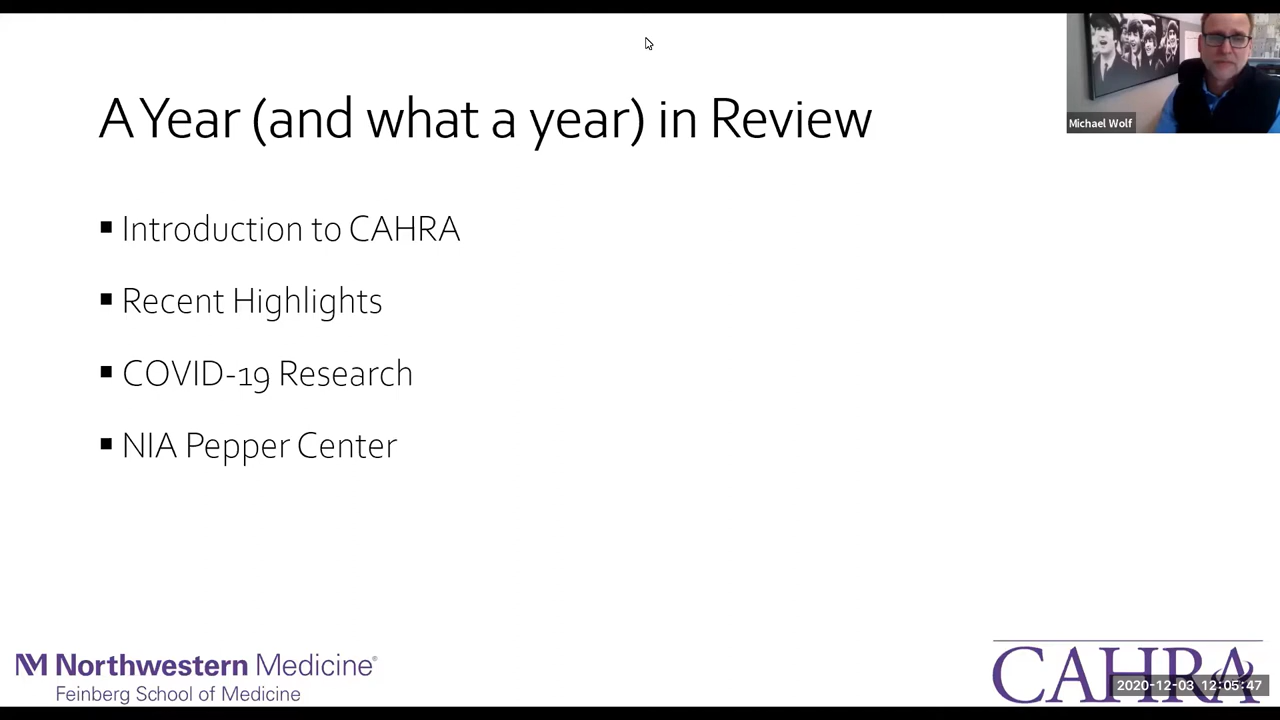 A Year (and what a year) in Review
Michael Wolf
▪ Introduction to CAHRA
▪ Recent Highlights
▪ COVID-19 Research
▪ NIA Pepper Center
Northwestern Medicine®
Feinberg School of Medicine
CAHRA
2020-12-03 12:05:47